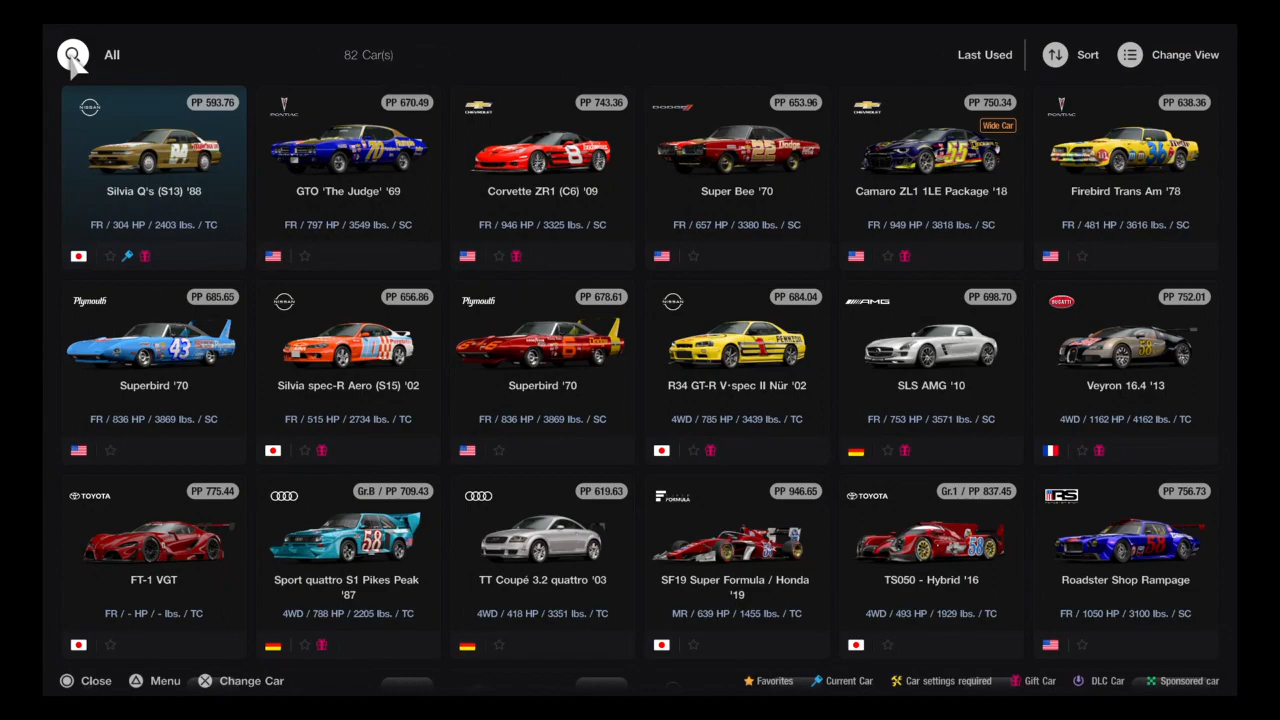 All
82 Car(s)
Last Used
Sort
Change View
PP 593.76
Silvia Q's (S13) '88
FR / 304 HP / 2403 lbs. / TC
PP 670.49
PONTIAC
GTO 'The Judge' '69
FR / 797 HP / 3549 lbs. / SC
PP 743.36
CHEVROLET
Corvette ZR1 (C6) '09
FR / 946 HP / 3325 lbs. / SC
PP 653.96
DODGE
Super Bee '70
FR / 657 HP / 3380 lbs. / SC
PP 750.34
CHEVROLET
Wide Car
Camaro ZL1 1LE Package '18
FR / 949 HP / 3818 lbs. / SC
PP 638.36
PONTIAC
Firebird Trans Am '78
FR / 481 HP / 3616 lbs. / SC
PP 685.65
Plymouth
Superbird '70
FR / 836 HP / 3869 lbs. / SC
PP 656.86
NISSAN
Silvia spec-R Aero (S15) '02
FR / 515 HP / 2734 lbs. / TC
PP 678.61
Plymouth
Superbird '70
FR / 836 HP / 3869 lbs. / SC
PP 684.04
NISSAN
R34 GT-R V·spec II Nür '02
4WD / 785 HP / 3439 lbs. / TC
PP 698.70
AMG
SLS AMG '10
FR / 753 HP / 3571 lbs. / SC
PP 752.01
BUGATTI
Veyron 16.4 '13
4WD / 1162 HP / 4162 lbs. / TC
PP 775.44
TOYOTA
FT-1 VGT
FR / - HP / - lbs. / TC
Gr.B / PP 709.43
Sport quattro S1 Pikes Peak
'87
4WD / 788 HP / 2205 lbs. / TC
PP 619.63
TT Coupé 3.2 quattro '03
4WD / 418 HP / 3351 lbs. / TC
PP 946.65
FORMULA
SF19 Super Formula / Honda
'19
MR / 639 HP / 1455 lbs. / TC
Gr.1 / PP 837.45
TOYOTA
TS050 - Hybrid '16
4WD / 493 HP / 1929 lbs. / TC
PP 756.73
RS
Roadster Shop Rampage
FR / 1050 HP / 3100 lbs. / SC
Close
Menu
Change Car
Favorites
Current Car
Car settings required
Gift Car
DLC Car
Sponsored car